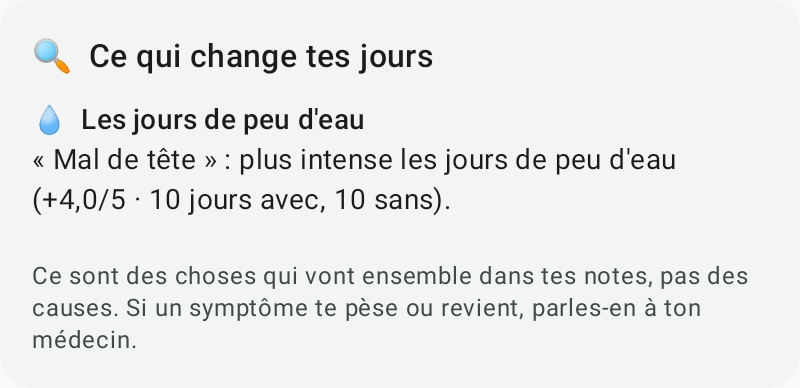 🔍 Ce qui change tes jours
💧 Les jours de peu d'eau
« Mal de tête » : plus intense les jours de peu d'eau
(+4,0/5 · 10 jours avec, 10 sans).
Ce sont des choses qui vont ensemble dans tes notes, pas des
causes. Si un symptôme te pèse ou revient, parles-en à ton
médecin.